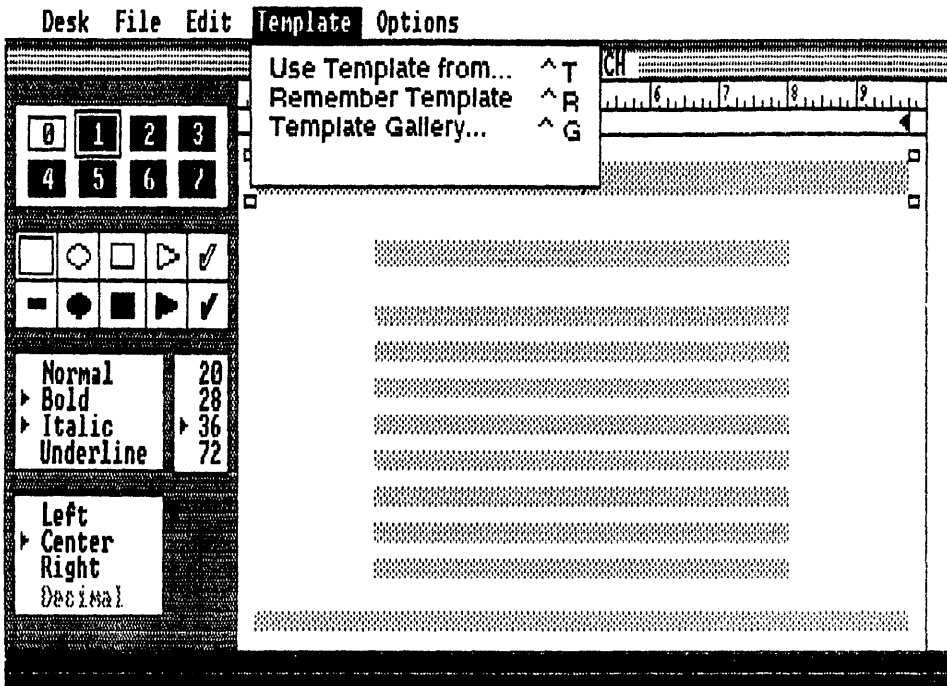 Desk File Edit Template Options
CH
Use Template from... ^T
Remember Template ^R
Template Gallery... ^G
6 7 8 9
0 1 2 3
4 5 6 7
Normal 20
Bold 28
Italic 36
Underline 72
Left
Center
Right
Decimal